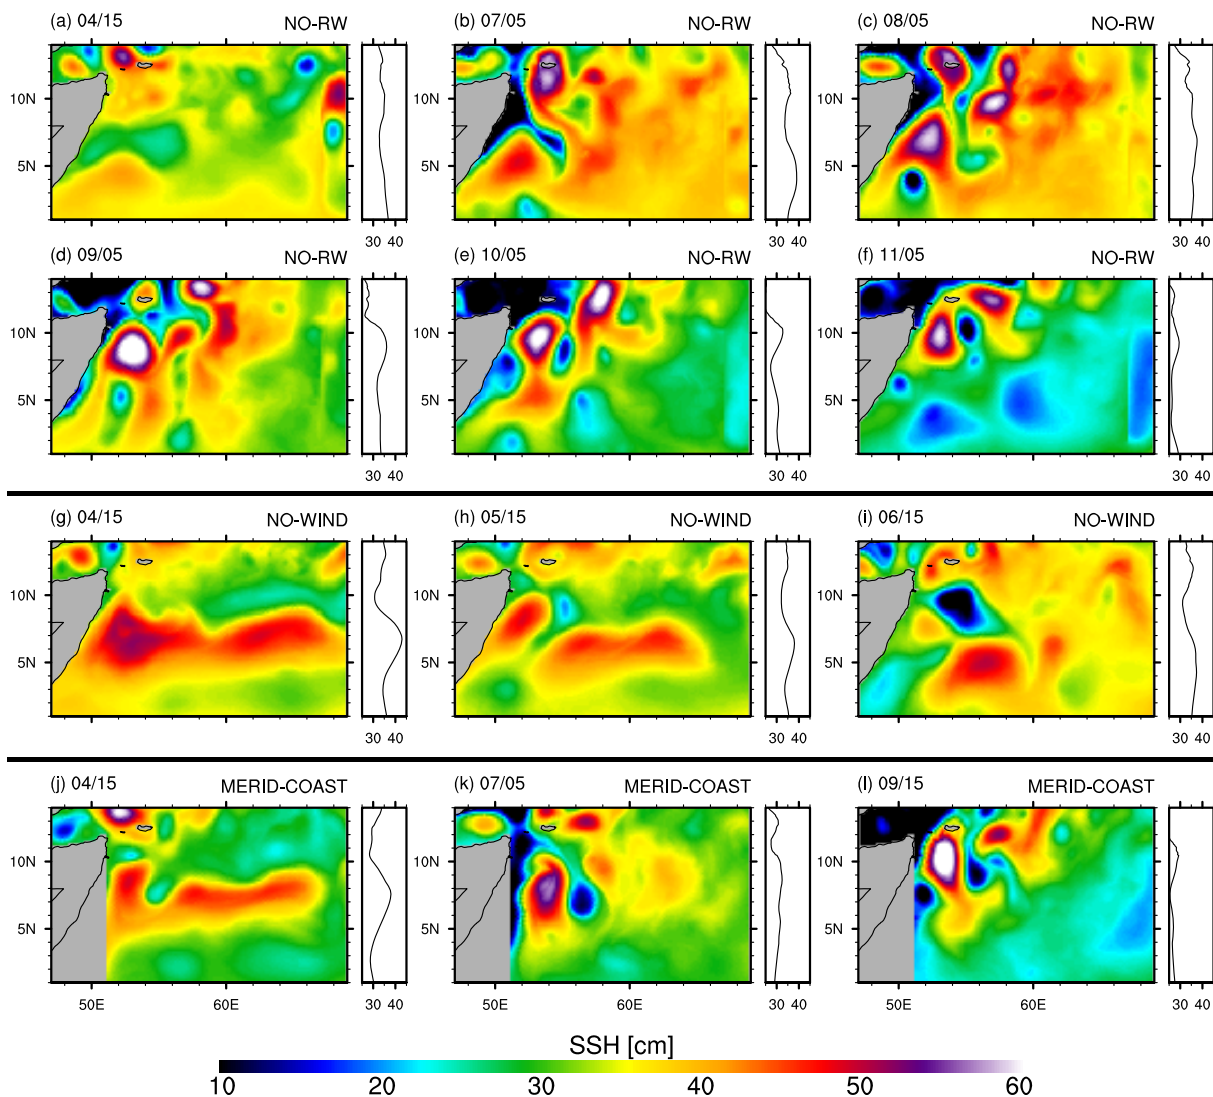 (a) 04/15 NO-RW (b) 07/05 NO-RW (c) 08/05 NO-RW
10N 10N 10N
5N 5N 5N
30 40 30 40 30 40
(d) 09/05 NO-RW (e) 10/05 NO-RW (f) 11/05 NO-RW
10N 10N 10N
5N 5N 5N
30 40 30 40 30 40
(g) 04/15 NO-WIND (h) 05/15 NO-WIND (i) 06/15 NO-WIND
10N 10N 10N
5N 5N 5N
30 40 30 40 30 40
(j) 04/15 MERID-COAST (k) 07/05 MERID-COAST (l) 09/15 MERID-COAST
10N 10N 10N
5N 5N 5N
50E 60E 30 40 50E 60E 30 40 50E 60E 30 40
SSH [cm]
10 20 30 40 50 60